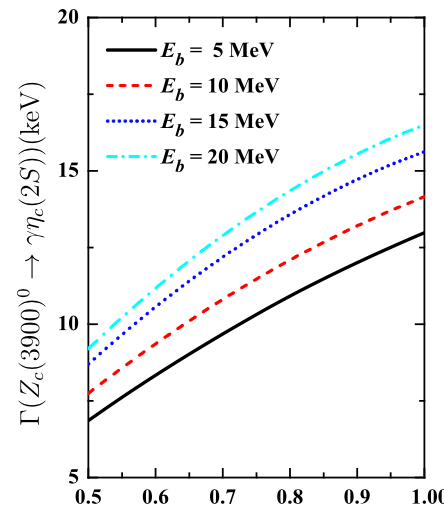 20
15
10
5
Γ(Z_c(3900)^0 → γη_c(2S))(keV)
E_b = 5 MeV
E_b = 10 MeV
E_b = 15 MeV
E_b = 20 MeV
0.5 0.6 0.7 0.8 0.9 1.00